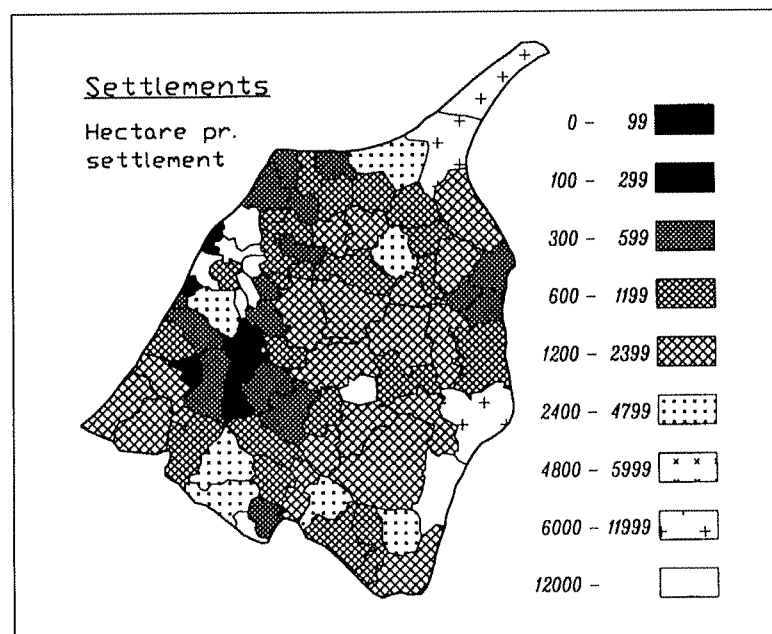 Settlements
Hectare pr.
settlement
0 - 99
100 - 299
300 - 599
600 - 1199
1200 - 2399
2400 - 4799
4800 - 5999
6000 - 11999
12000 -